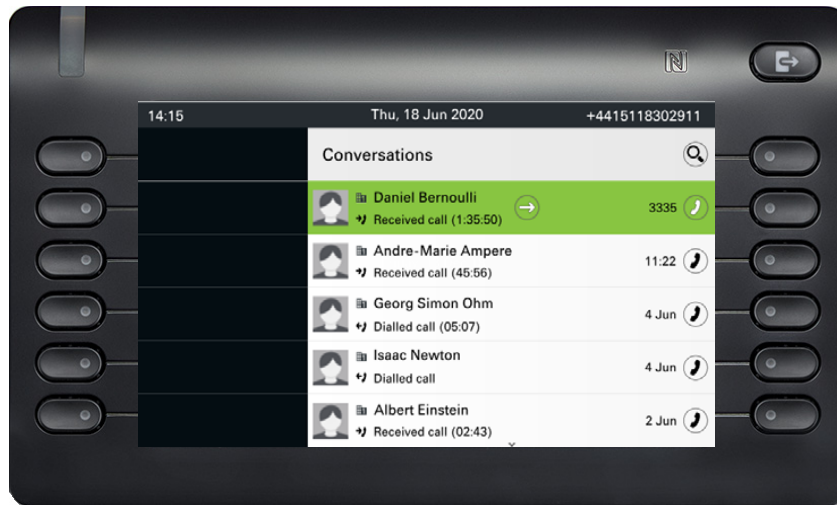 14:15 Thu, 18 Jun 2020 +4415118302911
Conversations
Daniel Bernoulli
Received call (1:35:50) 3335
Andre-Marie Ampere
Received call (45:56) 11:22
Georg Simon Ohm
Dialled call (05:07) 4 Jun
Isaac Newton
Dialled call 4 Jun
Albert Einstein
Received call (02:43) 2 Jun